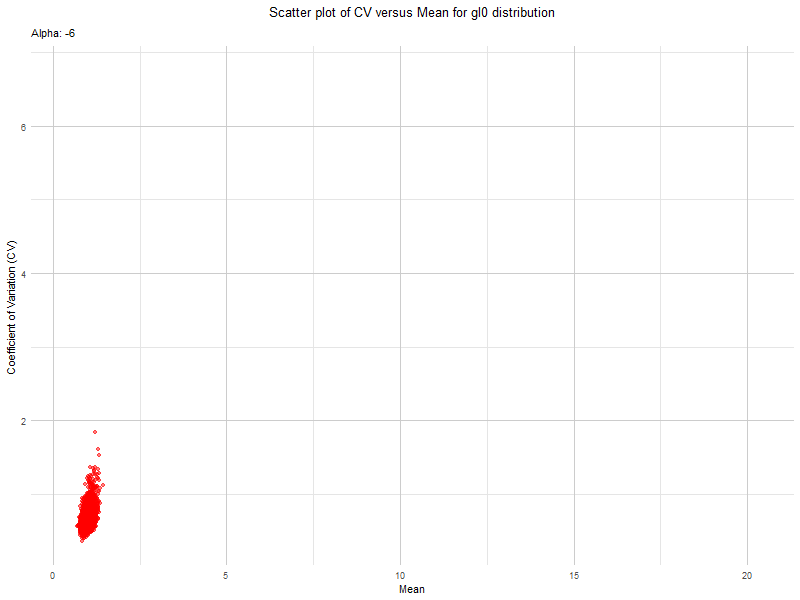 Scatter plot of CV versus Mean for gI0 distribution
Alpha: -6
Coefficient of Variation (CV)
6
4
2
0
5
10
15
20
Mean